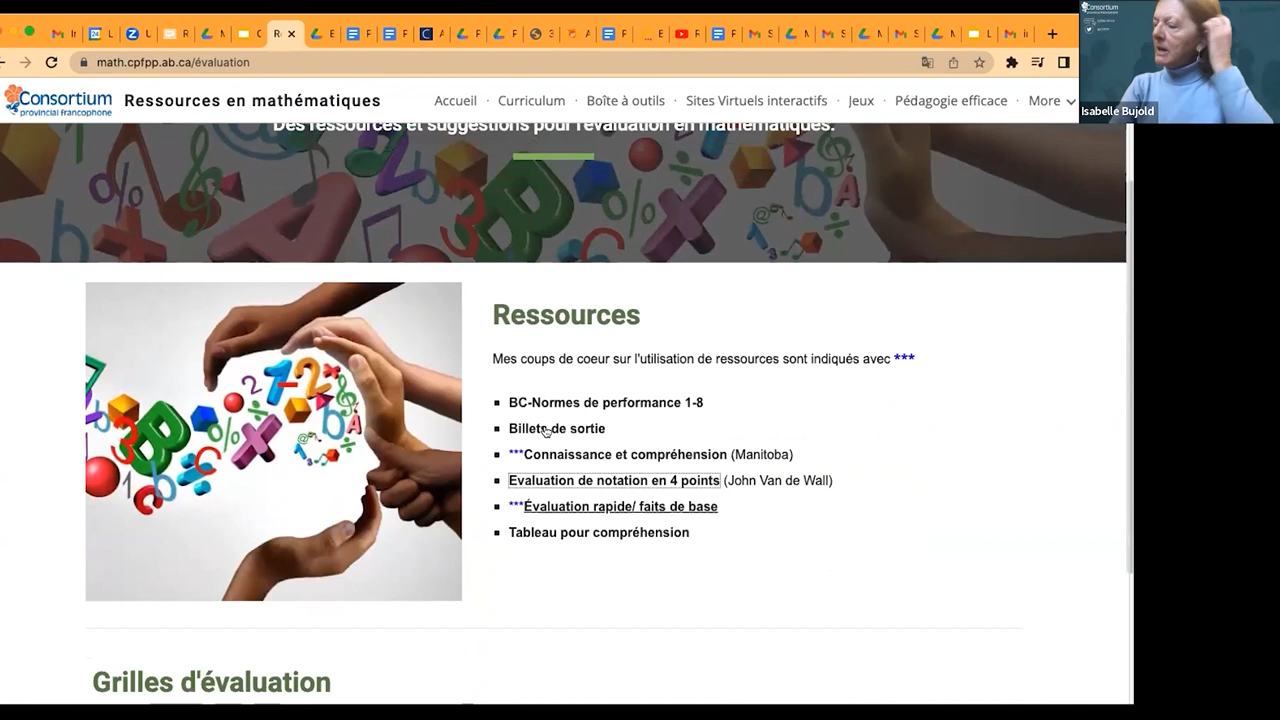 math.cpfpp.ab.ca/évaluation
Consortium
provincial francophone
Ressources en mathématiques
Accueil · Curriculum · Boîte à outils · Sites Virtuels interactifs · Jeux · Pédagogie efficace · More
Isabelle Bujold
Des ressources et suggestions pour l'évaluation en mathématiques.
Ressources
Mes coups de coeur sur l'utilisation de ressources sont indiqués avec ***
BC-Normes de performance 1-8
Billets de sortie
***Connaissance et compréhension (Manitoba)
Evaluation de notation en 4 points (John Van de Wall)
***Évaluation rapide/ faits de base
Tableau pour compréhension
Grilles d'évaluation